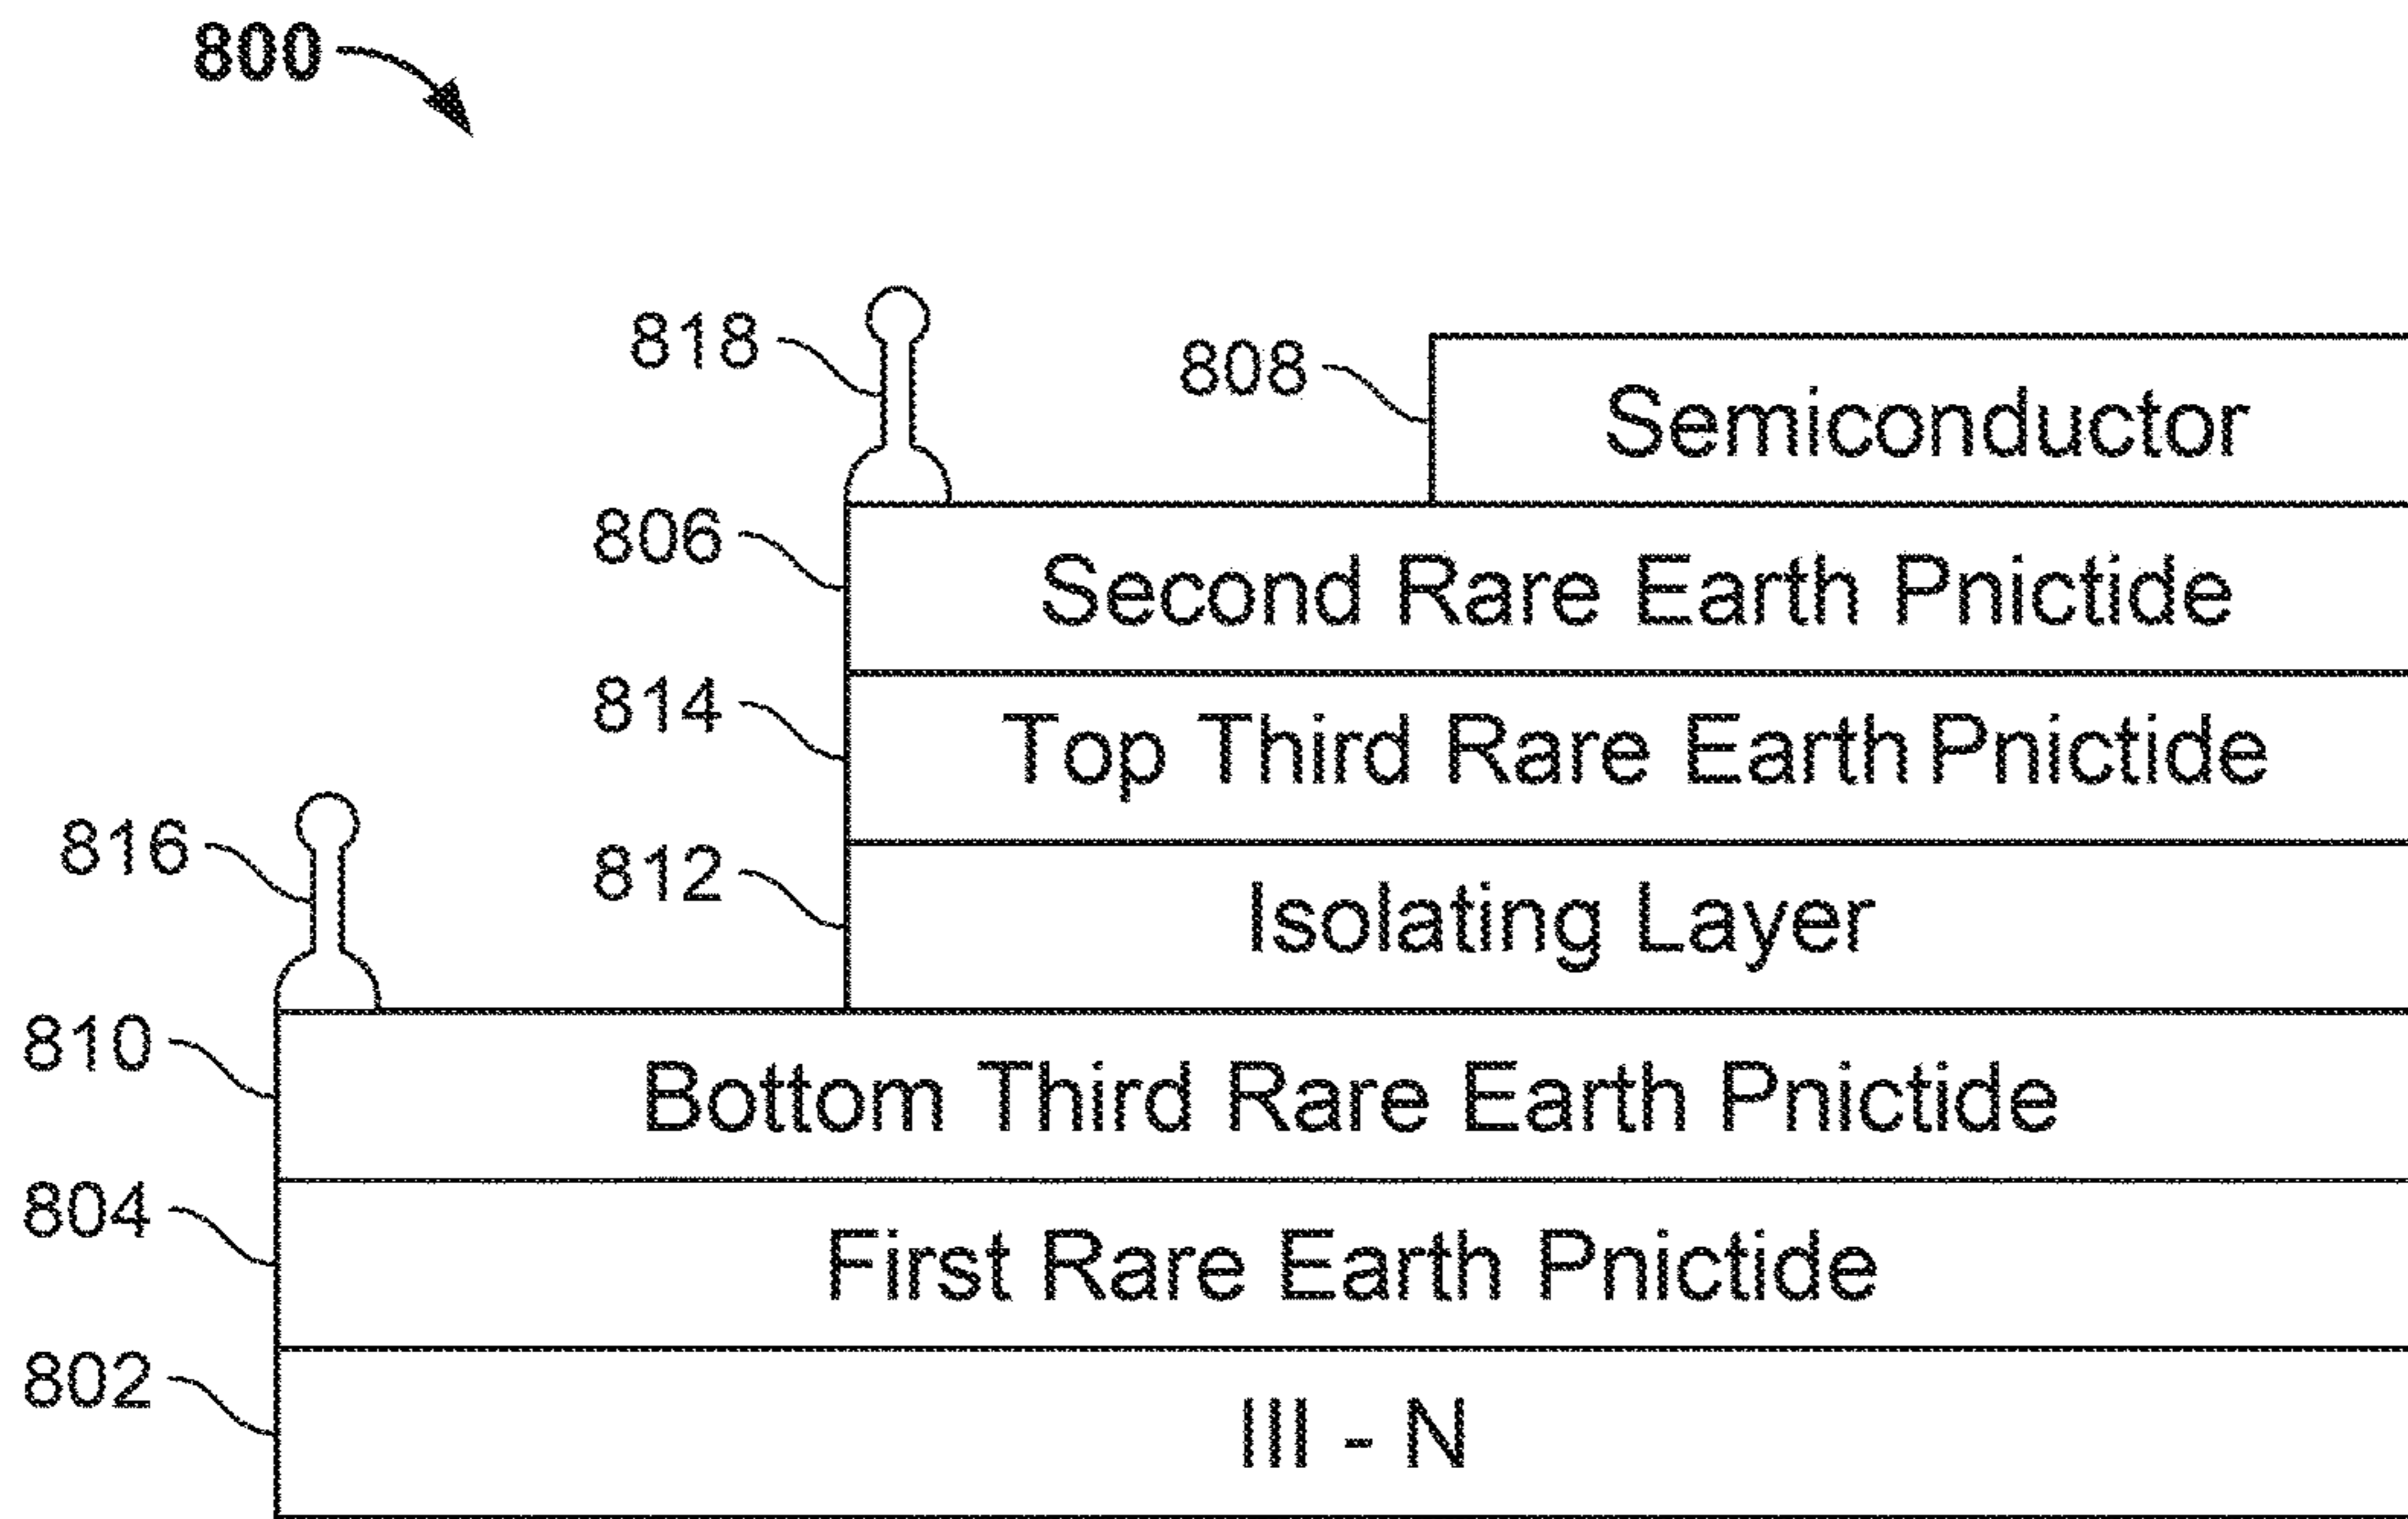 800
818
808
Semiconductor
806
Second Rare Earth Pnictide
814
Top Third Rare Earth Pnictide
816
812
Isolating Layer
810
Bottom Third Rare Earth Pnictide
804
First Rare Earth Pnictide
802
III - N